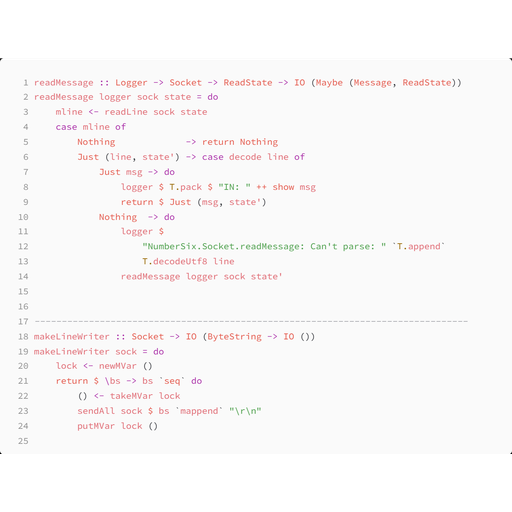 1 readMessage :: Logger -> Socket -> ReadState -> IO (Maybe (Message, ReadState))
2 readMessage logger sock state = do
3     mline <- readLine sock state
4     case mline of
5         Nothing             -> return Nothing
6         Just (line, state') -> case decode line of
7             Just msg -> do
8                 logger $ T.pack $ "IN: " ++ show msg
9                 return $ Just (msg, state')
10             Nothing  -> do
11                 logger $
12                     "NumberSix.Socket.readMessage: Can't parse: " `T.append`
13                     T.decodeUtf8 line
14                 readMessage logger sock state'
15
16
17 --------------------------------------------------------------------------------
18 makeLineWriter :: Socket -> IO (ByteString -> IO ())
19 makeLineWriter sock = do
20     lock <- newMVar ()
21     return $ \bs -> bs `seq` do
22         () <- takeMVar lock
23         sendAll sock $ bs `mappend` "\r\n"
24         putMVar lock ()
25